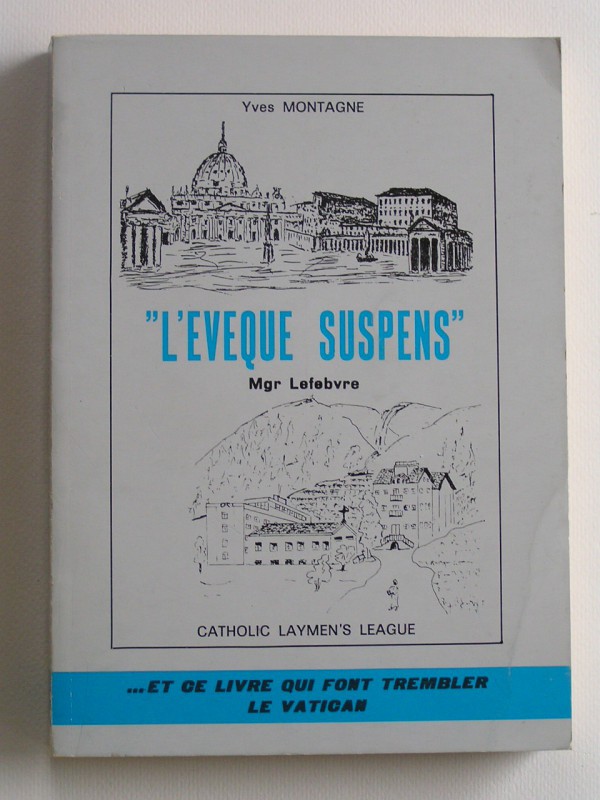 Yves MONTAGNE
"L'EVEQUE SUSPENS"
Mgr Lefebvre
CATHOLIC LAYMEN'S LEAGUE
...ET CE LIVRE QUI FONT TREMBLER
LE VATICAN